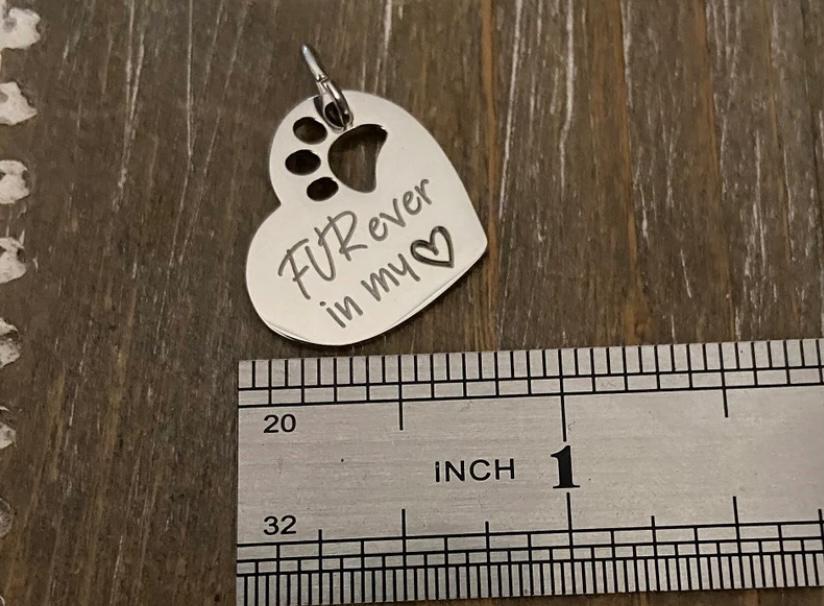 FURever
in my
20
INCH 1
32